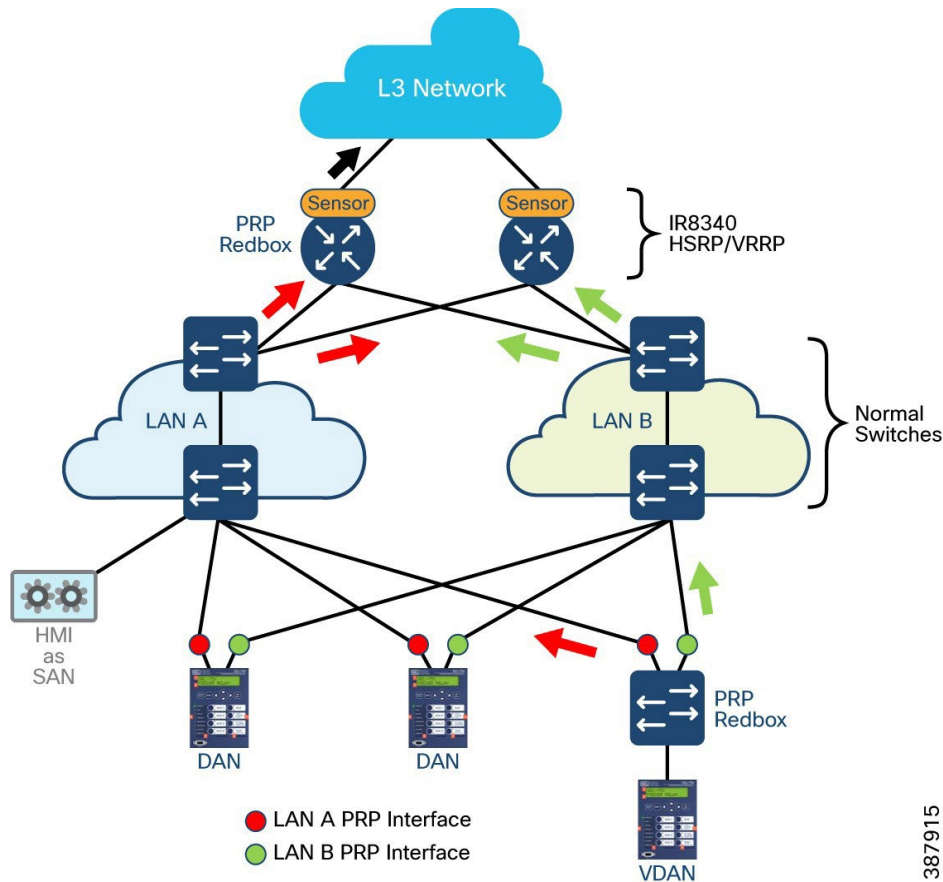 L3 Network
Sensor
Sensor
PRP
Redbox
IR8340
HSRP/VRRP
LAN A
LAN B
Normal
Switches
HMI
as
SAN
DAN
DAN
PRP
Redbox
LAN A PRP Interface
LAN B PRP Interface
VDAN
387915